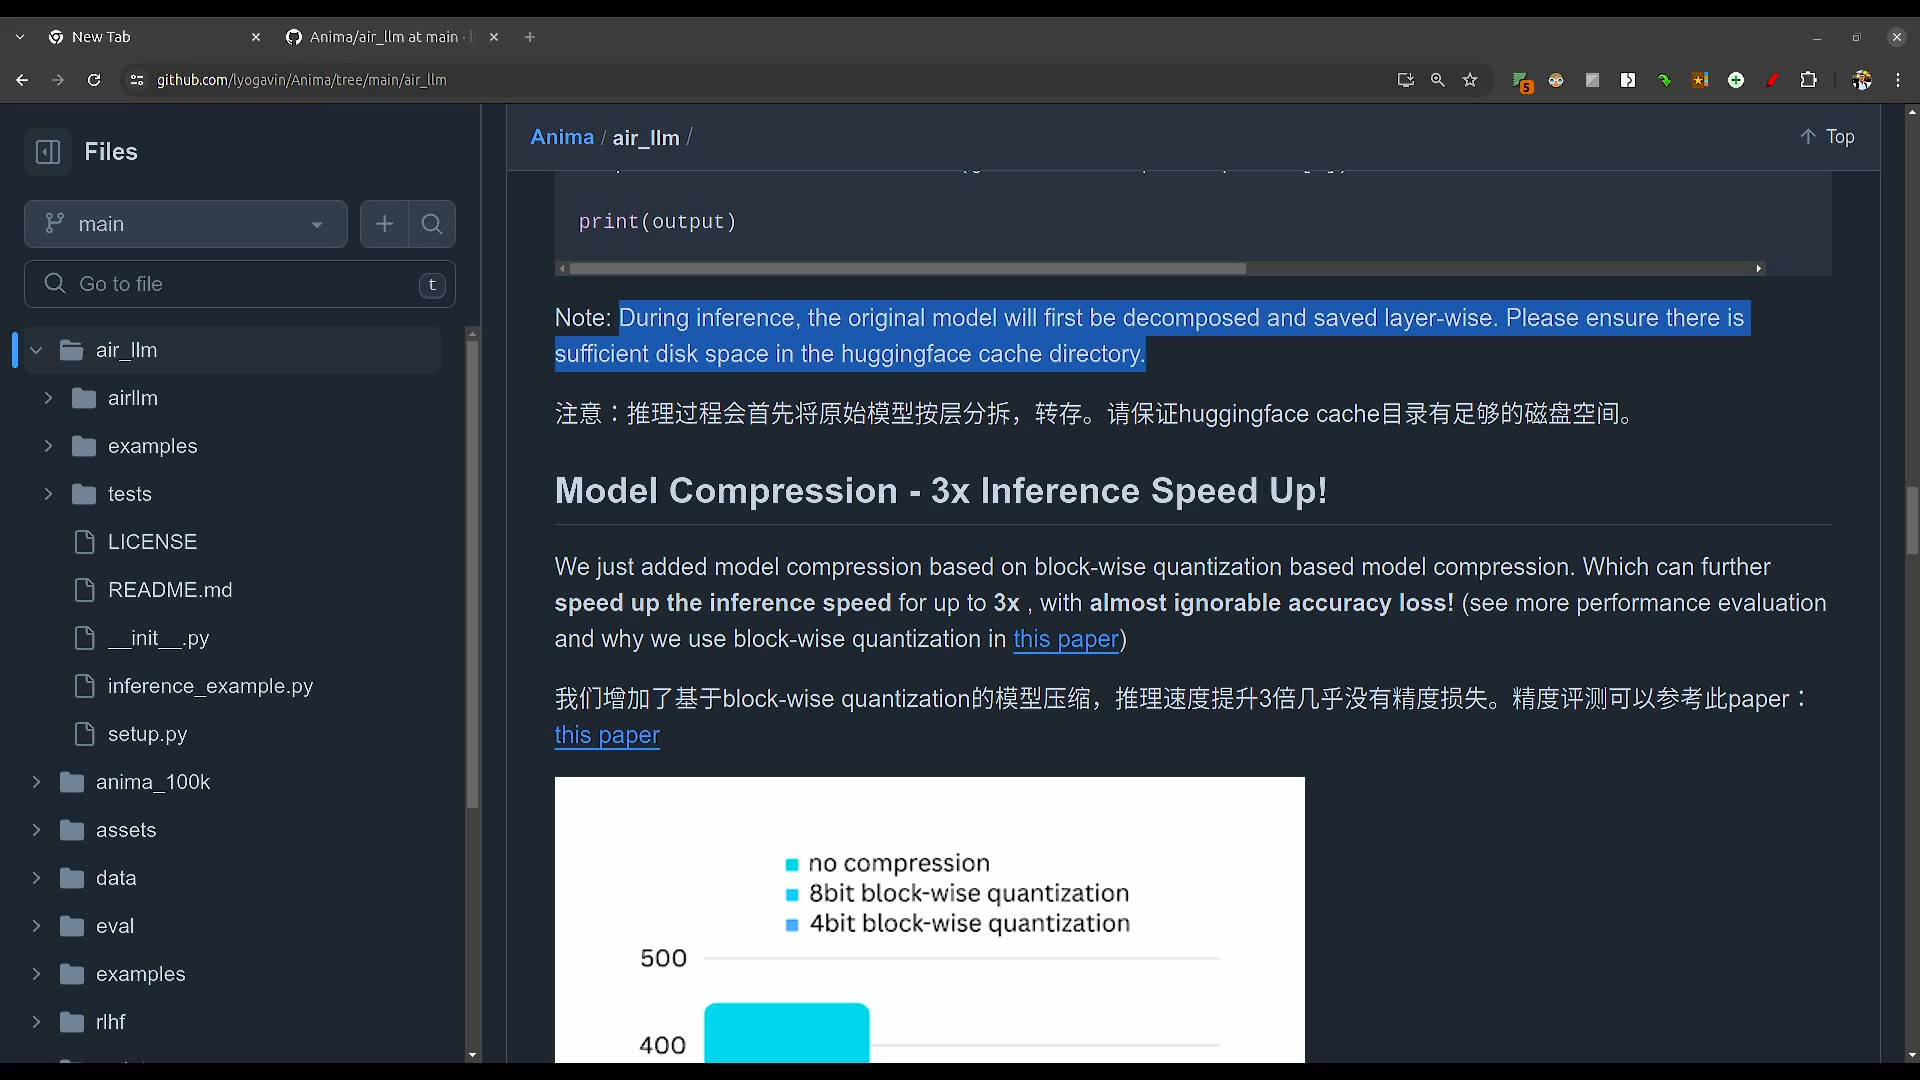 New Tab
Anima/air_llm at main ·
github.com/lyogavin/Anima/tree/main/air_llm
5
Files
main
Go to file
t
air_llm
airllm
examples
tests
LICENSE
README.md
__init__.py
inference_example.py
setup.py
anima_100k
assets
data
eval
examples
rlhf
Anima / air_llm /
Top
print(output)
Note: During inference, the original model will first be decomposed and saved layer-wise. Please ensure there is
sufficient disk space in the huggingface cache directory.
注意：推理过程会首先将原始模型按层分拆，转存。请保证huggingface cache目录有足够的磁盘空间。
Model Compression - 3x Inference Speed Up!
We just added model compression based on block-wise quantization based model compression. Which can further
speed up the inference speed for up to 3x , with almost ignorable accuracy loss! (see more performance evaluation
and why we use block-wise quantization in this paper)
我们增加了基于block-wise quantization的模型压缩，推理速度提升3倍几乎没有精度损失。精度评测可以参考此paper：
this paper
no compression
8bit block-wise quantization
4bit block-wise quantization
500
400